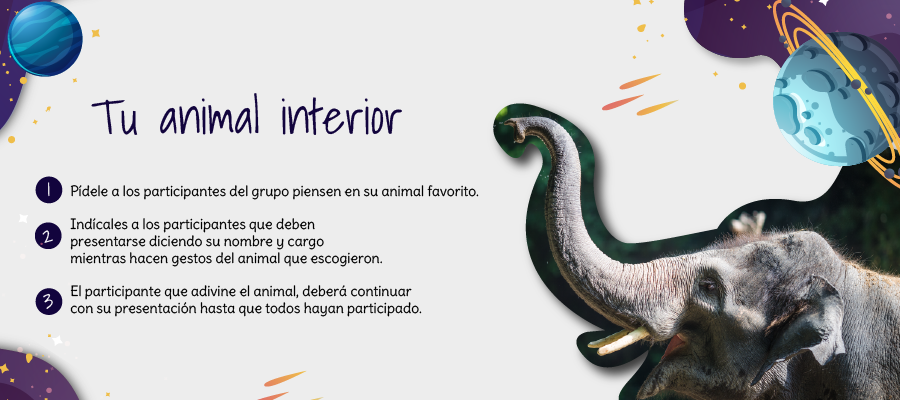 Tu animal interior
1 Pídele a los participantes del grupo piensen en su animal favorito.
2 Indícales a los participantes que deben
presentarse diciendo su nombre y cargo
mientras hacen gestos del animal que escogieron.
3 El participante que adivine el animal, deberá continuar
con su presentación hasta que todos hayan participado.